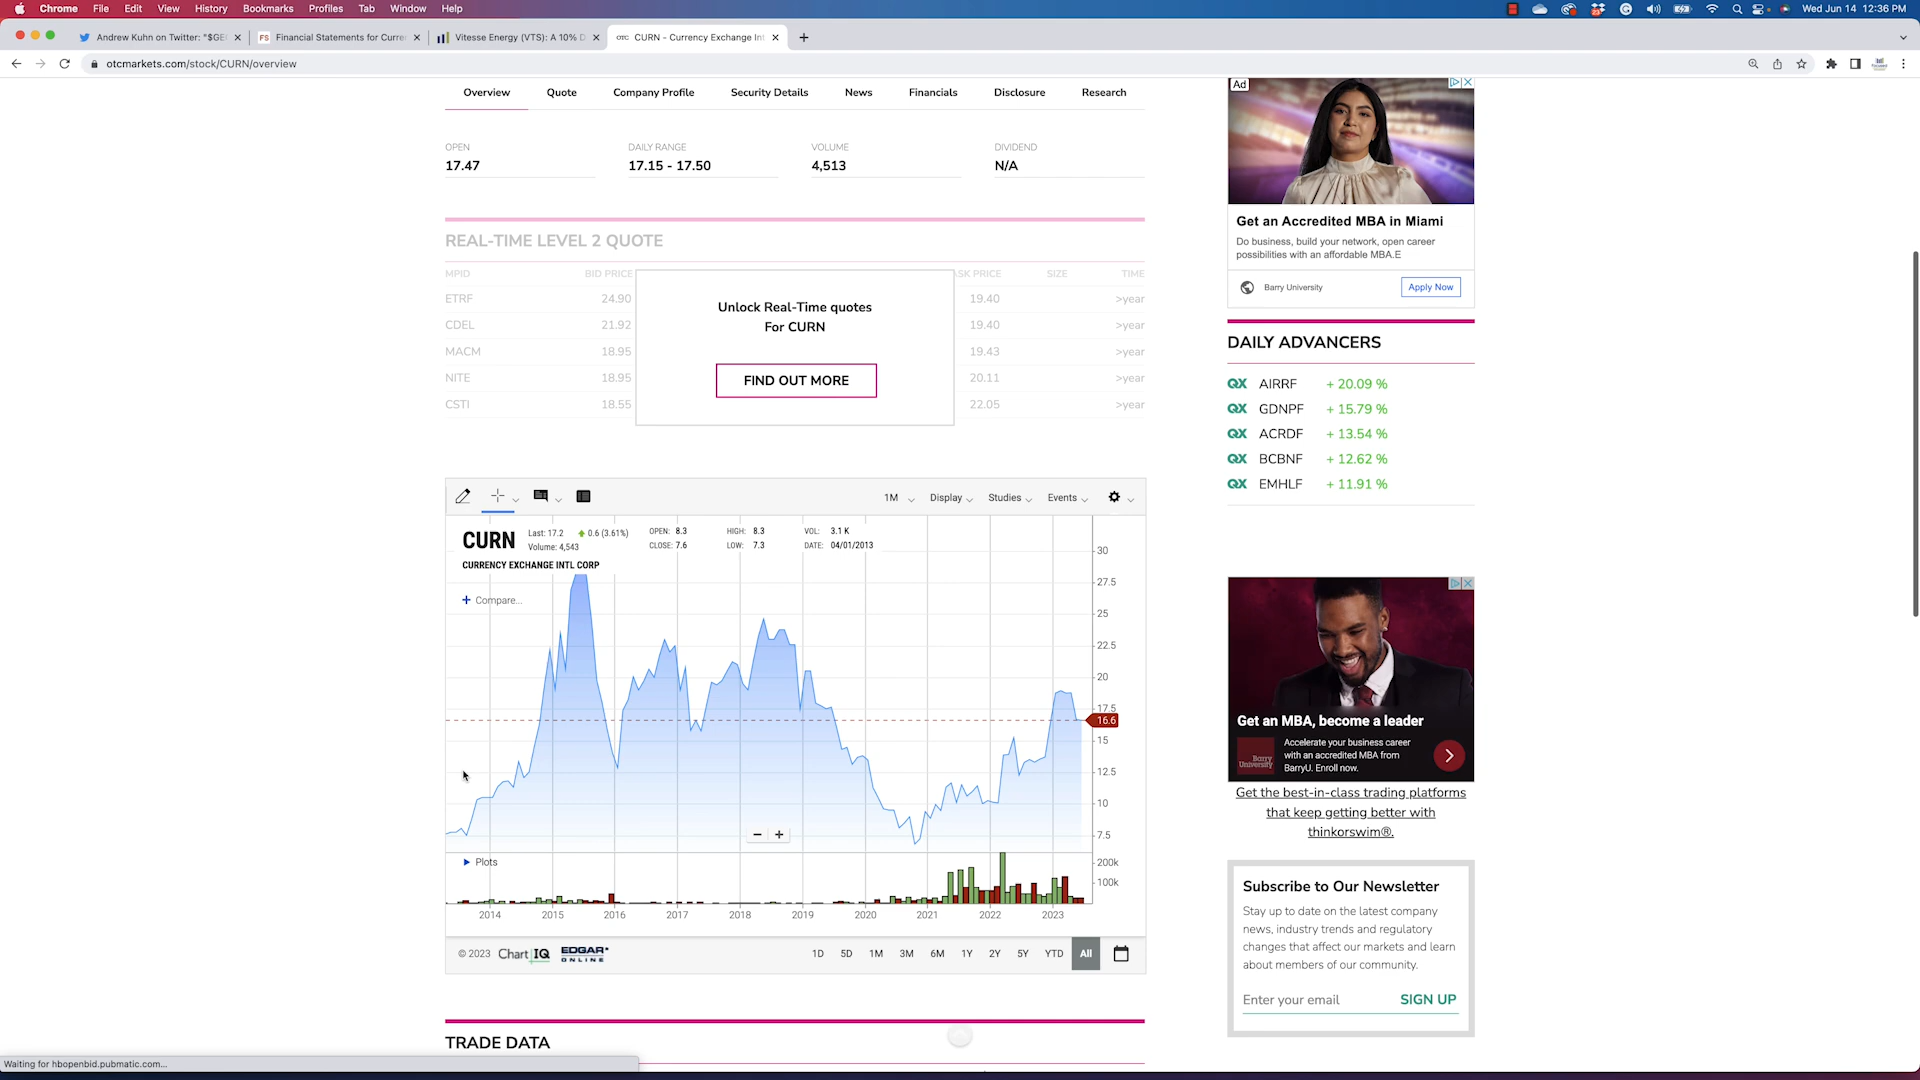 Chrome File Edit View History Bookmarks Profiles Tab Window Help
Wed Jun 14 12:36 PM
Andrew Kuhn on Twitter: "$GE
FS Financial Statements for Curre
Vitesse Energy (VTS): A 10% D
OTC CURN - Currency Exchange Int
otcmarkets.com/stock/CURN/overview
Overview Quote Company Profile Security Details News Financials Disclosure Research
OPEN DAILY RANGE VOLUME DIVIDEND
17.47 17.15 - 17.50 4,513 N/A
REAL-TIME LEVEL 2 QUOTE
MPID BID PRICE SK PRICE SIZE TIME
ETRF 24.90 19.40 >year
CDEL 21.92 19.40 >year
MACM 18.95 19.43 >year
NITE 18.95 20.11 >year
CSTI 18.55 22.05 >year
Unlock Real-Time quotes
For CURN
FIND OUT MORE
1M Display Studies Events
CURN
Last: 17.2 0.6 (3.61%)
Volume: 4,543
OPEN: 8.3 HIGH: 8.3 VOL: 3.1 K
CLOSE: 7.6 LOW: 7.3 DATE: 04/01/2013
CURRENCY EXCHANGE INTL CORP
+ Compare...
30
27.5
25
22.5
20
17.5
16.6
15
12.5
10
7.5
− +
Plots
200k
100k
2014 2015 2016 2017 2018 2019 2020 2021 2022 2023
© 2023 ChartIQ EDGAR ONLINE
1D 5D 1M 3M 6M 1Y 2Y 5Y YTD All
TRADE DATA
Waiting for hbopenbid.pubmatic.com...
Ad
Get an Accredited MBA in Miami
Do business, build your network, open career
possibilities with an affordable MBA.E
Barry University
Apply Now
DAILY ADVANCERS
QX AIRRF + 20.09 %
QX GDNPF + 15.79 %
QX ACRDF + 13.54 %
QX BCBNF + 12.62 %
QX EMHLF + 11.91 %
Get an MBA, become a leader
Barry University
Accelerate your business career
with an accredited MBA from
BarryU. Enroll now.
Get the best-in-class trading platforms
that keep getting better with
thinkorswim®.
Subscribe to Our Newsletter
Stay up to date on the latest company
news, industry trends and regulatory
changes that affect our markets and learn
about members of our community.
Enter your email
SIGN UP